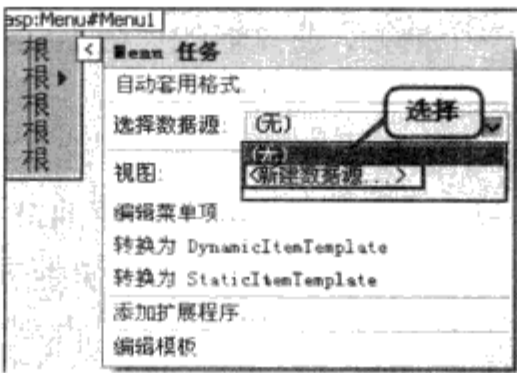 asp:Menu#Menu1
根
根
根
根
根
Menu 任务
自动套用格式...
选择数据源: (无)
选择
(无)
<新建数据源...>
视图:
编辑菜单项...
转换为 DynamicItemTemplate
转换为 StaticItemTemplate
添加扩展程序...
编辑模板